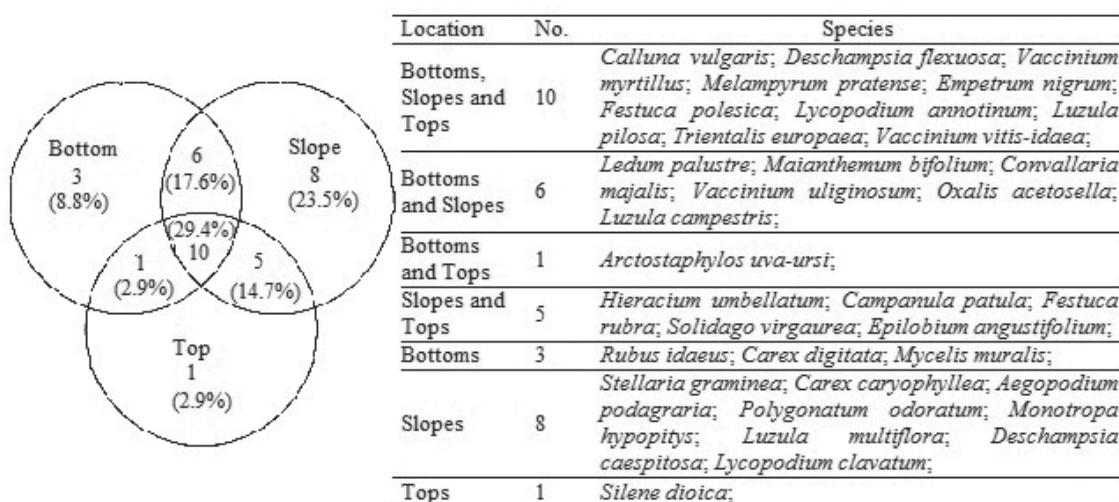 Bottom
3
(8.8%)
6
(17.6%)
Slope
8
(23.5%)
(29.4%)
10
1
(2.9%)
5
(14.7%)
Top
1
(2.9%)
Location No. Species
Bottoms, Slopes and Tops 10 Calluna vulgaris; Deschampsia flexuosa; Vaccinium
myrtillus; Melampyrum pratense; Empetrum nigrum;
Festuca polesica; Lycopodium annotinum; Luzula
pilosa; Trientalis europaea; Vaccinium vitis-idaea;
Bottoms and Slopes 6 Ledum palustre; Maianthemum bifolium; Convallaria
majalis; Vaccinium uliginosum; Oxalis acetosella;
Luzula campestris;
Bottoms and Tops 1 Arctostaphylos uva-ursi;
Slopes and Tops 5 Hieracium umbellatum; Campanula patula; Festuca
rubra; Solidago virgaurea; Epilobium angustifolium;
Bottoms 3 Rubus idaeus; Carex digitata; Mycelis muralis;
Slopes 8 Stellaria graminea; Carex caryophyllea; Aegopodium
podagraria; Polygonatum odoratum; Monotropa
hypopitys; Luzula multiflora; Deschampsia
caespitosa; Lycopodium clavatum;
Tops 1 Silene dioica;